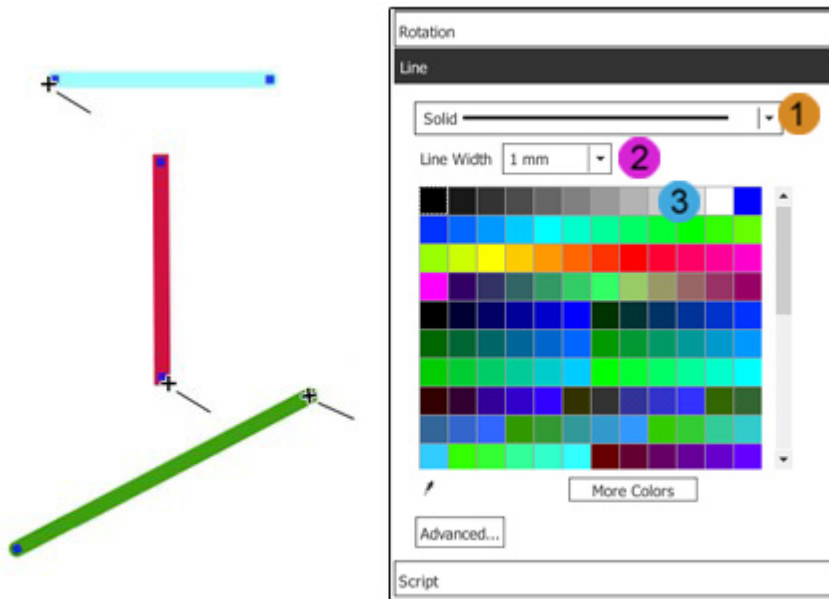 Rotation
Line
Solid
1
Line Width
1 mm
2
3
More Colors
Advanced...
Script